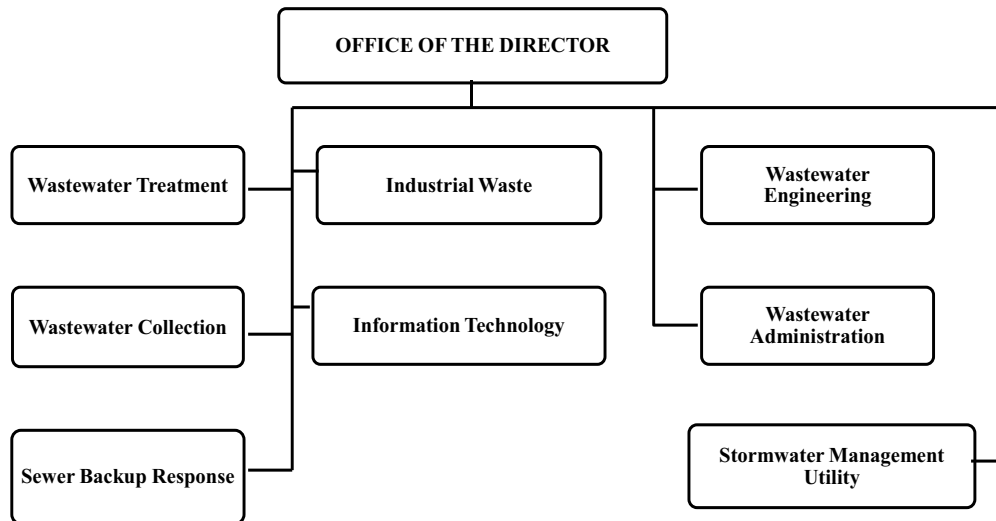 OFFICE OF THE DIRECTOR
Wastewater Treatment
Industrial Waste
Wastewater
Engineering
Wastewater Collection
Information Technology
Wastewater
Administration
Sewer Backup Response
Stormwater Management
Utility